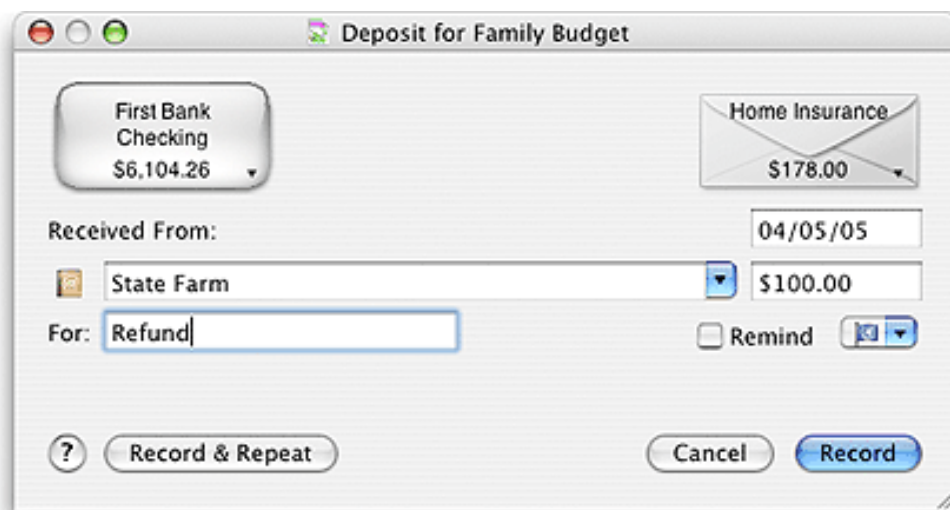 Deposit for Family Budget
First Bank
Checking
$6,104.26
Home Insurance
$178.00
Received From:
04/05/05
State Farm
$100.00
For:
Refund
Remind
?
Record & Repeat
Cancel
Record